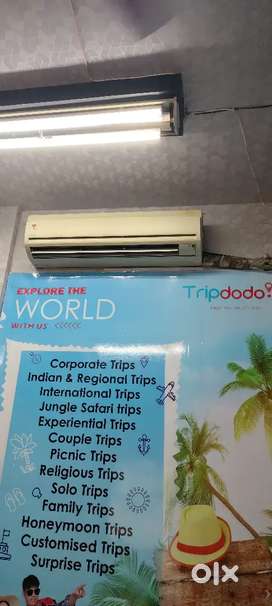 EXPLORE THE
WORLD
WITH US <<<<<<
Tripdodo
Corporate Trips
Indian & Regional Trips
International Trips
Jungle Safari trips
Experiential Trips
Couple Trips
Picnic Trips
Religious Trips
Solo Trips
Family Trips
Honeymoon Trips
Customised Trips
Surprise Trips
olx